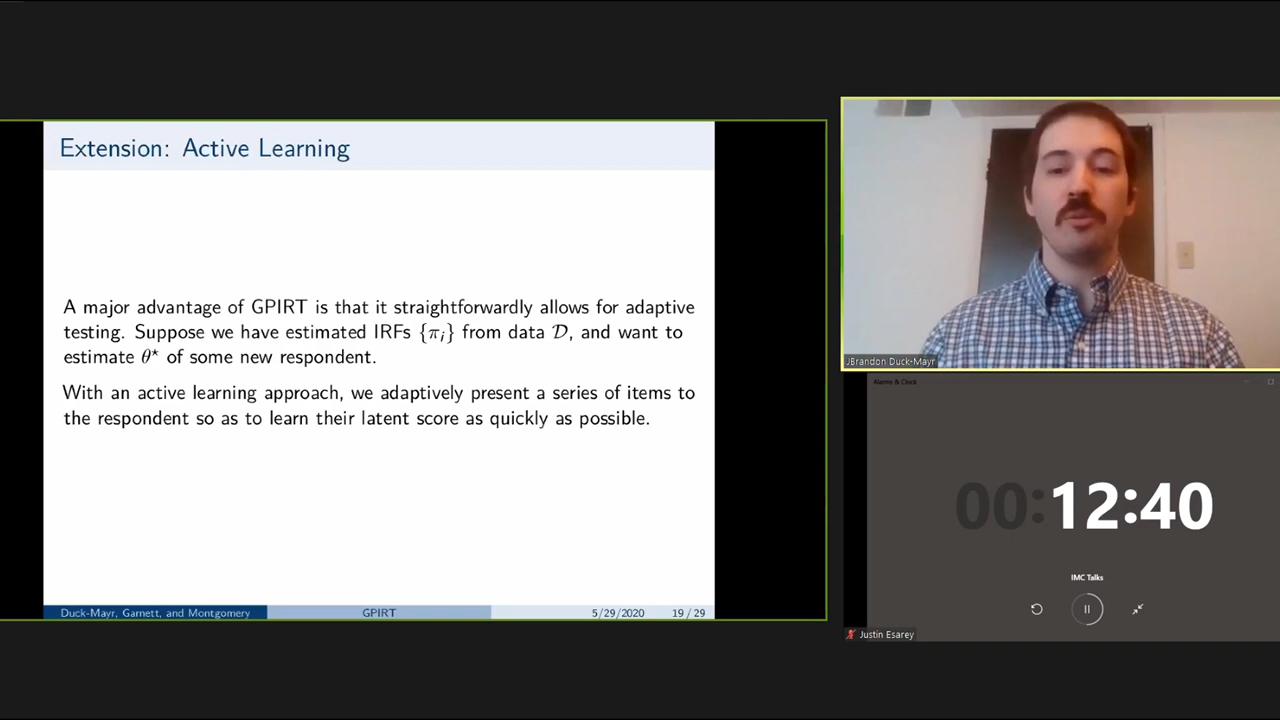 Extension: Active Learning
A major advantage of GPIRT is that it straightforwardly allows for adaptive
testing. Suppose we have estimated IRFs {πᵢ} from data 𝒟, and want to
estimate θ* of some new respondent.
With an active learning approach, we adaptively present a series of items to
the respondent so as to learn their latent score as quickly as possible.
Duck-Mayr, Garnett, and Montgomery GPIRT 5/29/2020 19 / 29
JBrandon Duck-Mayr
Alarms & Clock
00:12:40
IMC Talks
Justin Esarey